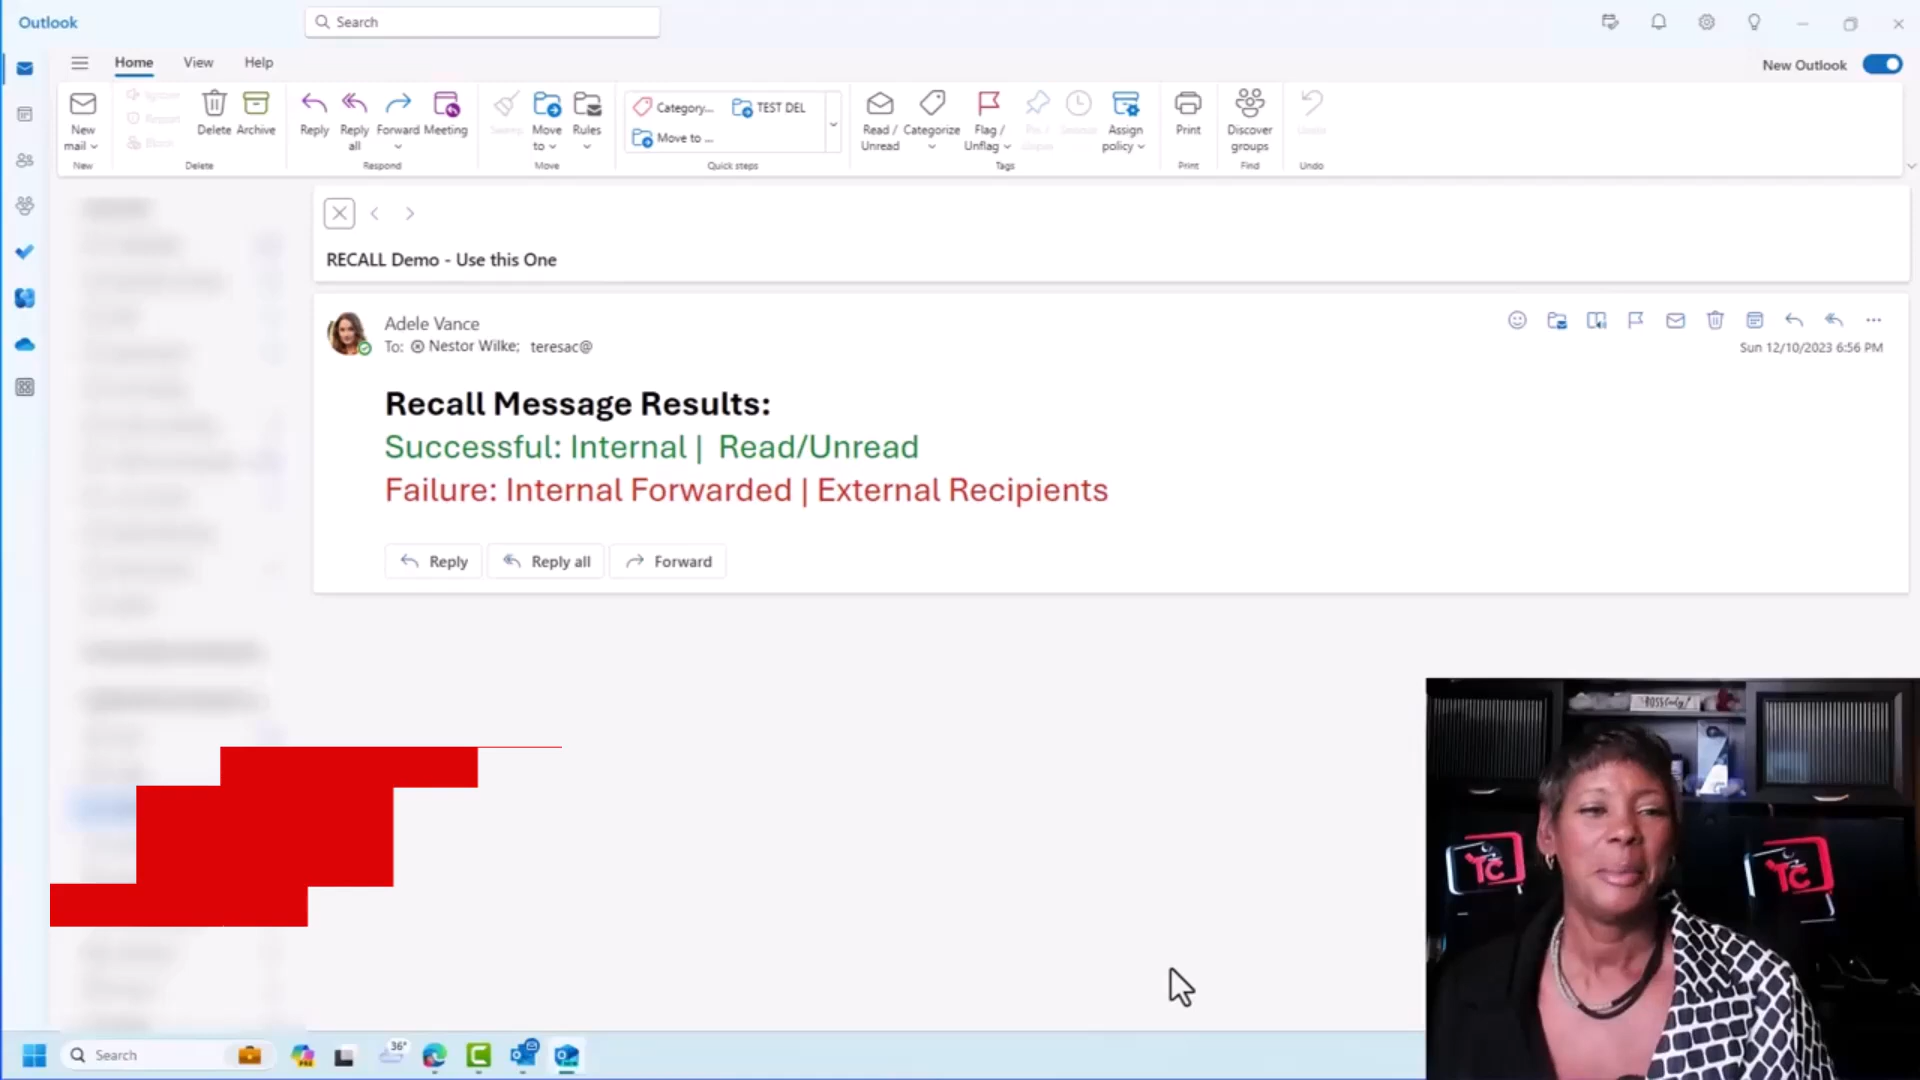 Outlook
Search
Home View Help
New Outlook
New mail
Delete
Archive
Reply
Reply all
Forward
Meeting
Move to
Rules
Category...
TEST DEL
Move to ...
Read / Unread
Categorize
Flag / Unflag
Assign policy
Print
Discover groups
Undo
New
Delete
Respond
Move
Quick steps
Tags
Print
Find
Undo
RECALL Demo - Use this One
Adele Vance
To: Nestor Wilke; teresac@
Sun 12/10/2023 6:56 PM
Recall Message Results:
Successful: Internal | Read/Unread
Failure: Internal Forwarded | External Recipients
Reply
Reply all
Forward
TC
TC
Search
36°